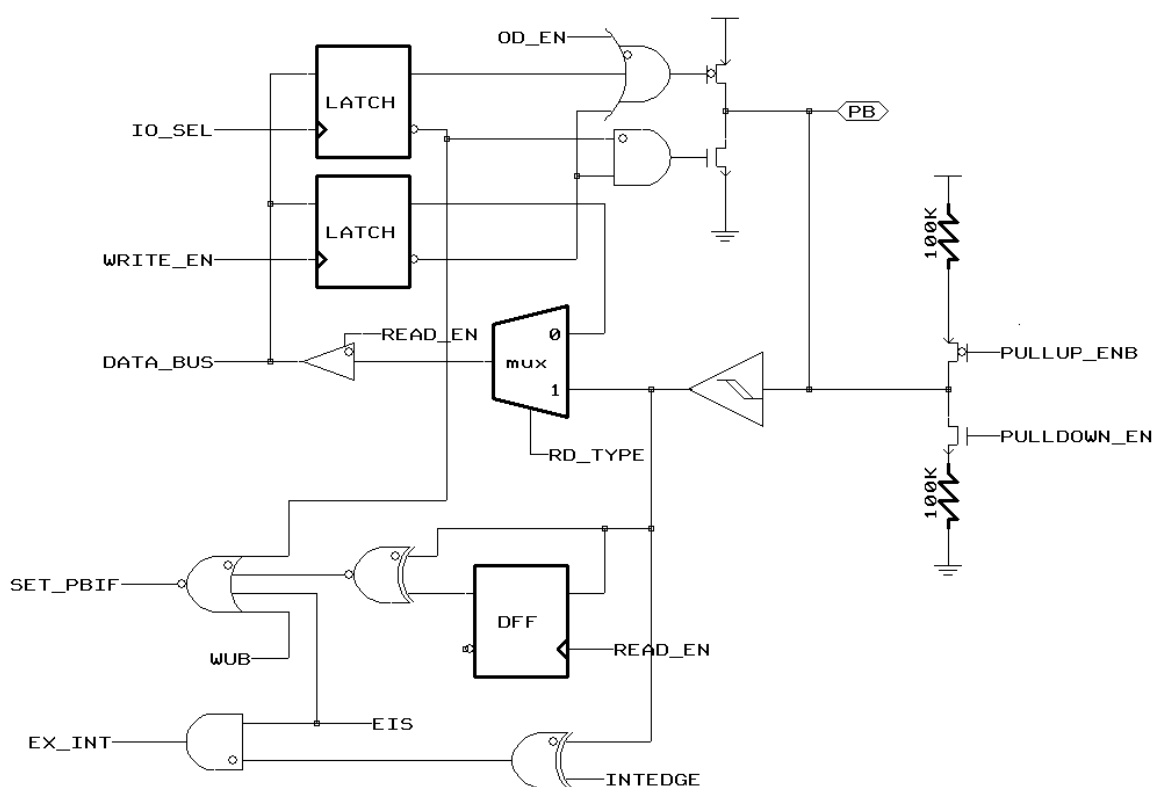 OD_EN
LATCH
IO_SEL
PB
LATCH
WRITE_EN
100K
READ_EN
0
DATA_BUS
mux
1
PULLUP_ENB
PULLDOWN_EN
RD_TYPE
100K
SET_PBIF
DFF
READ_EN
WUB
EIS
EX_INT
INTEDGE